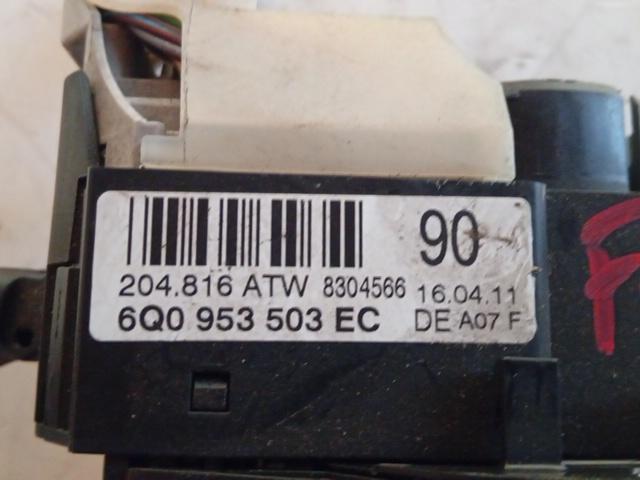 90
204.816 ATW 8304566 16.04.11
6Q0 953 503 EC DE A07 F
F